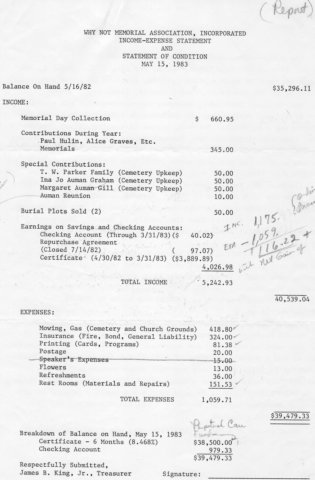 (Report)
WHY NOT MEMORIAL ASSOCIATION, INCORPORATED
INCOME-EXPENSE STATEMENT
AND
STATEMENT OF CONDITION
MAY 15, 1983
Balance On Hand 5/16/82 $35,296.11
INCOME:
Memorial Day Collection $ 660.95
Contributions During Year:
Paul Hulin, Alice Graves, Etc.
Memorials 345.00
Special Contributions:
T. W. Parker Family (Cemetery Upkeep) 50.00
Ina Jo Auman Graham (Cemetery Upkeep) 50.00
Margaret Auman Gill (Cemetery Upkeep) 50.00
Auman Reunion 10.00
Burial Plots Sold (2) 50.00
Inc. 1175.
Exp - 1,059.
+ 116.22 +
with Net Gain of
Earnings on Savings and Checking Accounts:
Checking Account (Through 3/31/83) ($ 40.02)
Repurchase Agreement
(Closed 7/14/82) ( 97.07)
Certificate (4/30/82 to 3/31/83) ($3,889.89)
4,026.98
TOTAL INCOME 5,242.93
40,539.04
EXPENSES:
Mowing, Gas (Cemetery and Church Grounds) 418.80
Insurance (Fire, Bond, General Liability) 324.00
Printing (Cards, Programs) 81.38
Postage 20.00
Speaker's Expenses 15.00
Flowers 13.00
Refreshments 36.00
Rest Rooms (Materials and Repairs) 151.53
TOTAL EXPENSES 1,059.71
$39,479.33
Perpetual Care
Breakdown of Balance on Hand, May 15, 1983
Certificate - 6 Months (8.468%) $38,500.00
Checking Account 979.33
$39,479.33
Respectfully Submitted,
James B. King, Jr., Treasurer Signature: